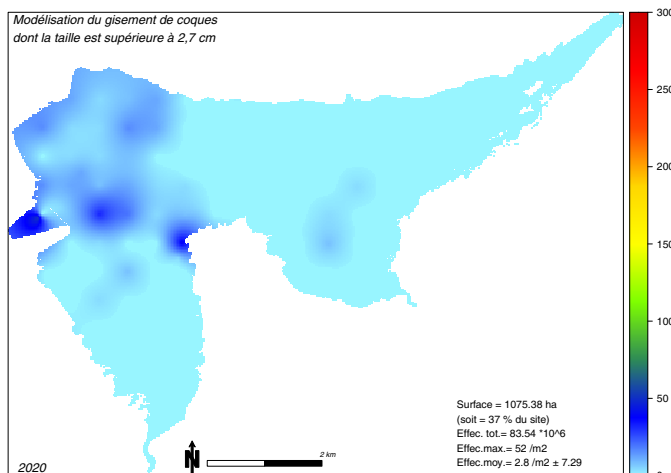 Modélisation du gisement de coques
dont la taille est supérieure à 2,7 cm
300
250
200
150
100
50
0
Surface = 1075.38 ha
(soit = 37 % du site)
Effec. tot.= 83.54 *10^6
Effec.max.= 52 /m2
Effec.moy.= 2.8 /m2 ± 7.29
N
2 km
2020